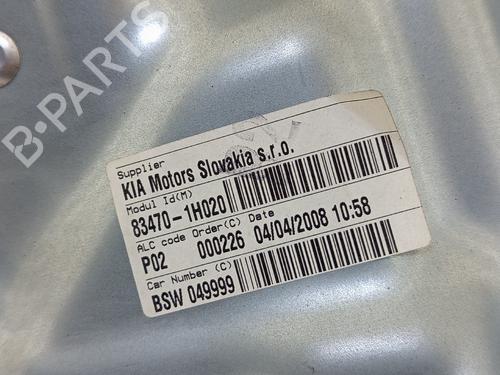 B-PARTS
Supplier
KIA Motors Slovakia s.r.o.
Modul Id(M)
83470-1H020
ALC code Order(C) Date
P02 000226 04/04/2008 10:58
Car Number (C)
BSW 049999